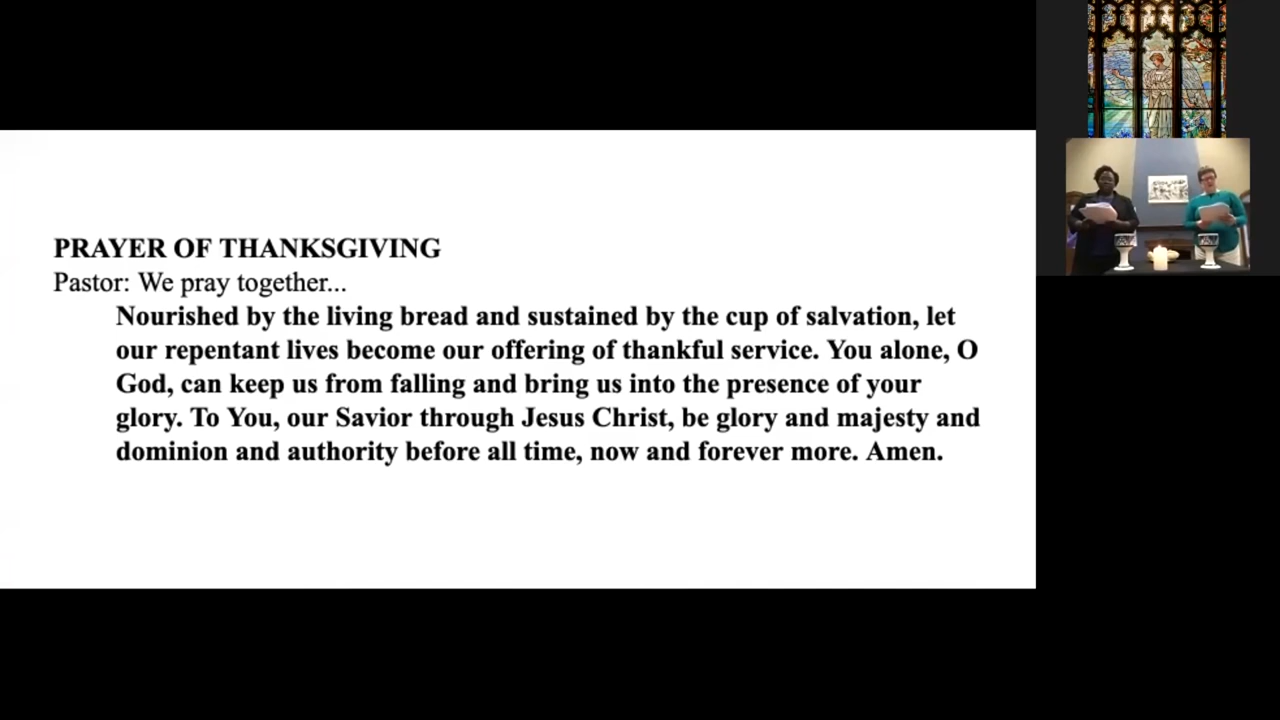 PRAYER OF THANKSGIVING
Pastor: We pray together...
Nourished by the living bread and sustained by the cup of salvation, let
our repentant lives become our offering of thankful service. You alone, O
God, can keep us from falling and bring us into the presence of your
glory. To You, our Savior through Jesus Christ, be glory and majesty and
dominion and authority before all time, now and forever more. Amen.